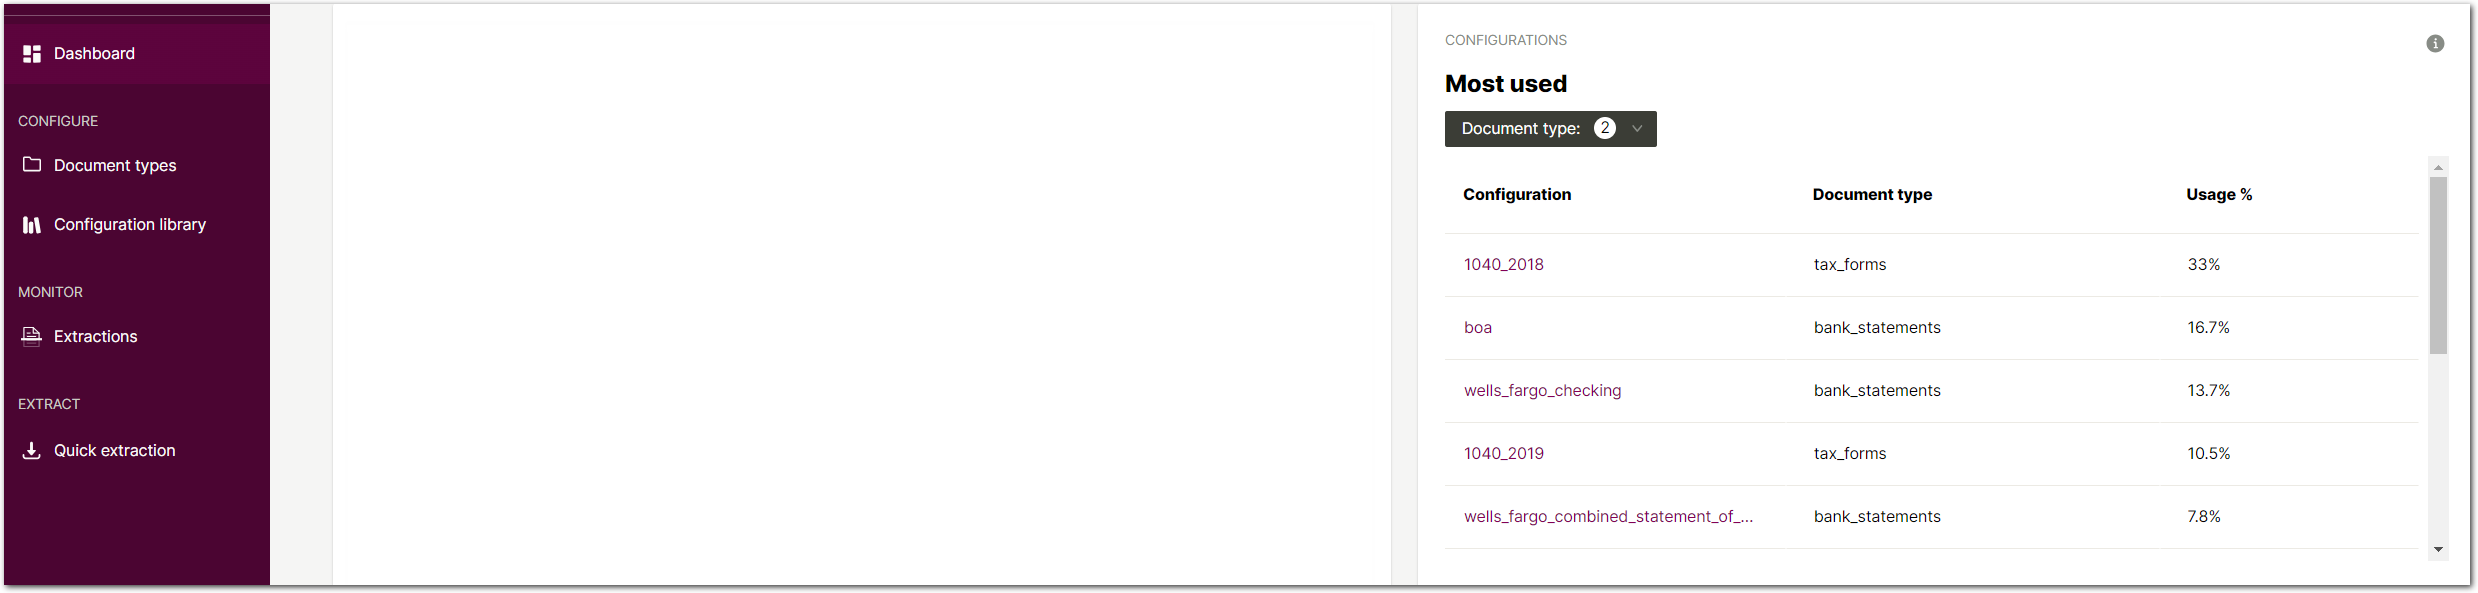 Dashboard
CONFIGURE
Document types
Configuration library
MONITOR
Extractions
EXTRACT
Quick extraction
CONFIGURATIONS
Most used
Document type: 2
Configuration Document type Usage %
1040_2018 tax_forms 33%
boa bank_statements 16.7%
wells_fargo_checking bank_statements 13.7%
1040_2019 tax_forms 10.5%
wells_fargo_combined_statement_of_... bank_statements 7.8%